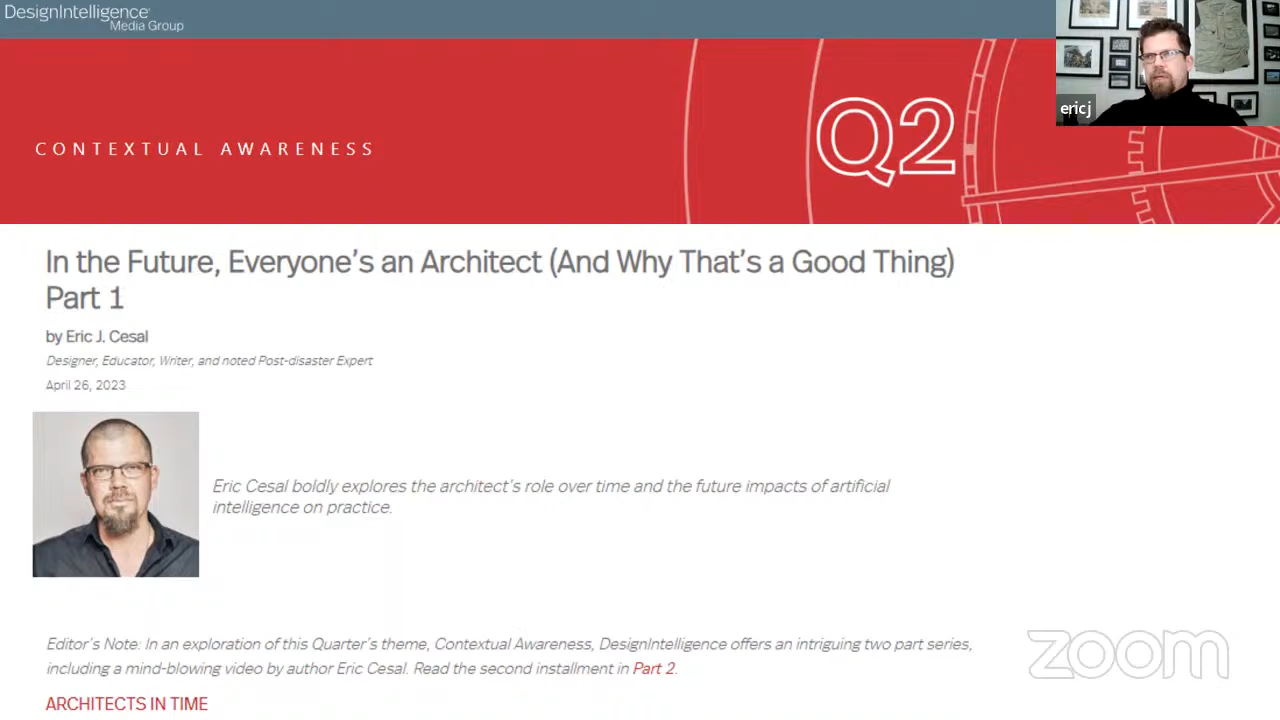 DesignIntelligence
Media Group
CONTEXTUAL AWARENESS
Q2
ericj
In the Future, Everyone's an Architect (And Why That's a Good Thing)
Part 1
by Eric J. Cesal
Designer, Educator, Writer, and noted Post-disaster Expert
April 26, 2023
Eric Cesal boldly explores the architect's role over time and the future impacts of artificial
intelligence on practice.
Editor's Note: In an exploration of this Quarter's theme, Contextual Awareness, DesignIntelligence offers an intriguing two part series,
including a mind-blowing video by author Eric Cesal. Read the second installment in Part 2.
zoom
ARCHITECTS IN TIME